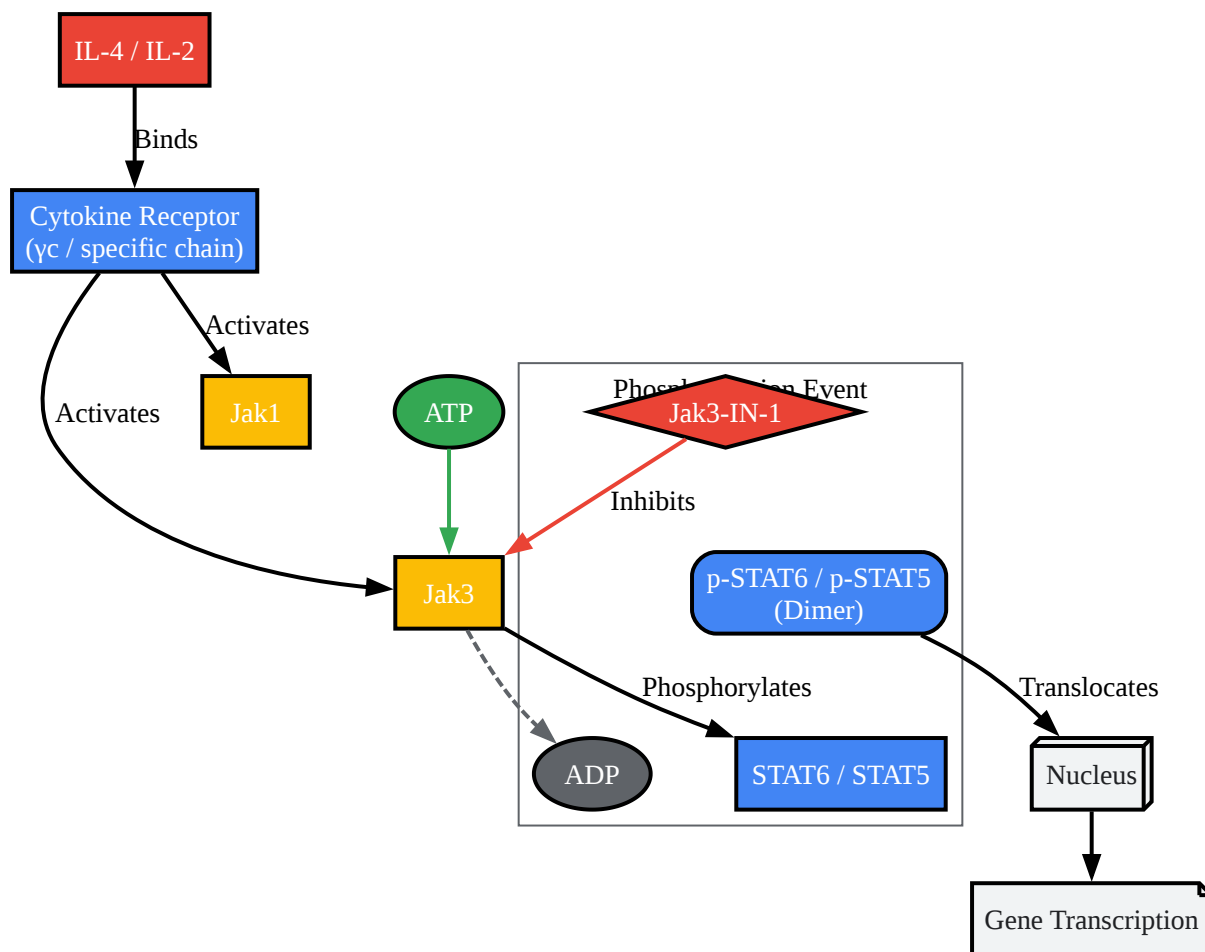 IL-4 / IL-2
Binds
Cytokine Receptor
(γc / specific chain)
Activates
Activates
Jak1
ATP
Event
Jak3-IN-1
Inhibits
Jak3
p-STAT6 / p-STAT5
(Dimer)
Phosphorylates
Translocates
ADP
STAT6 / STAT5
Nucleus
Gene Transcription